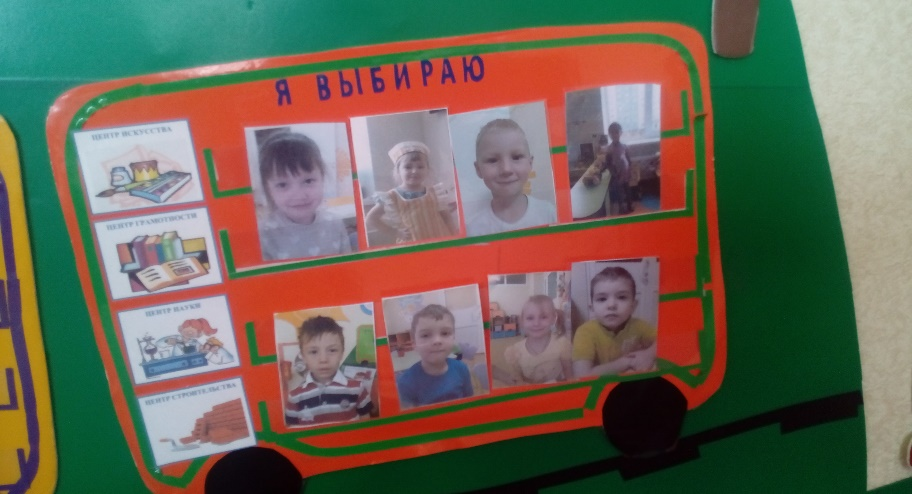 Я ВЫБИРАЮ
ЦЕНТР ИСКУССТВА
ЦЕНТР ГРАМОТНОСТИ
ЦЕНТР НАУКИ
ЦЕНТР СТРОИТЕЛЬСТВА